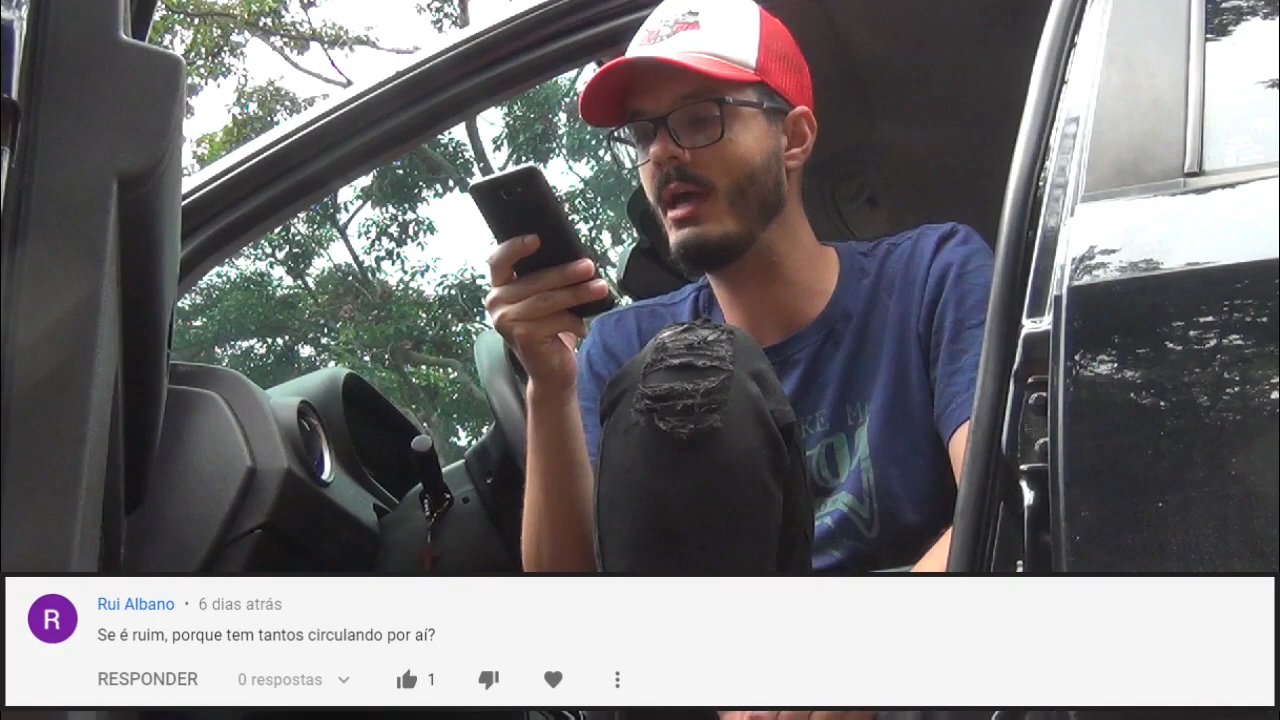 R
Rui Albano • 6 dias atrás
Se é ruim, porque tem tantos circulando por aí?
RESPONDER 0 respostas 1